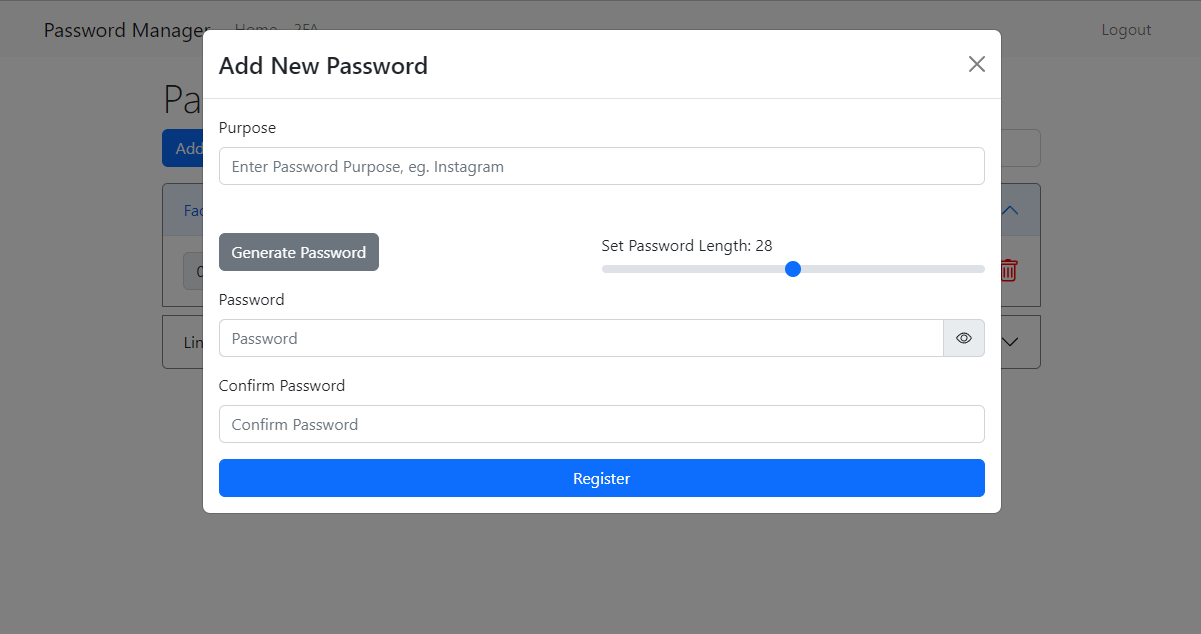 Password Manager Home 2FA Logout
Add New Password
Pa
Purpose
Add
Enter Password Purpose, eg. Instagram
Fac
Generate Password
Set Password Length: 28
Password
Password
Lin
Confirm Password
Confirm Password
Register